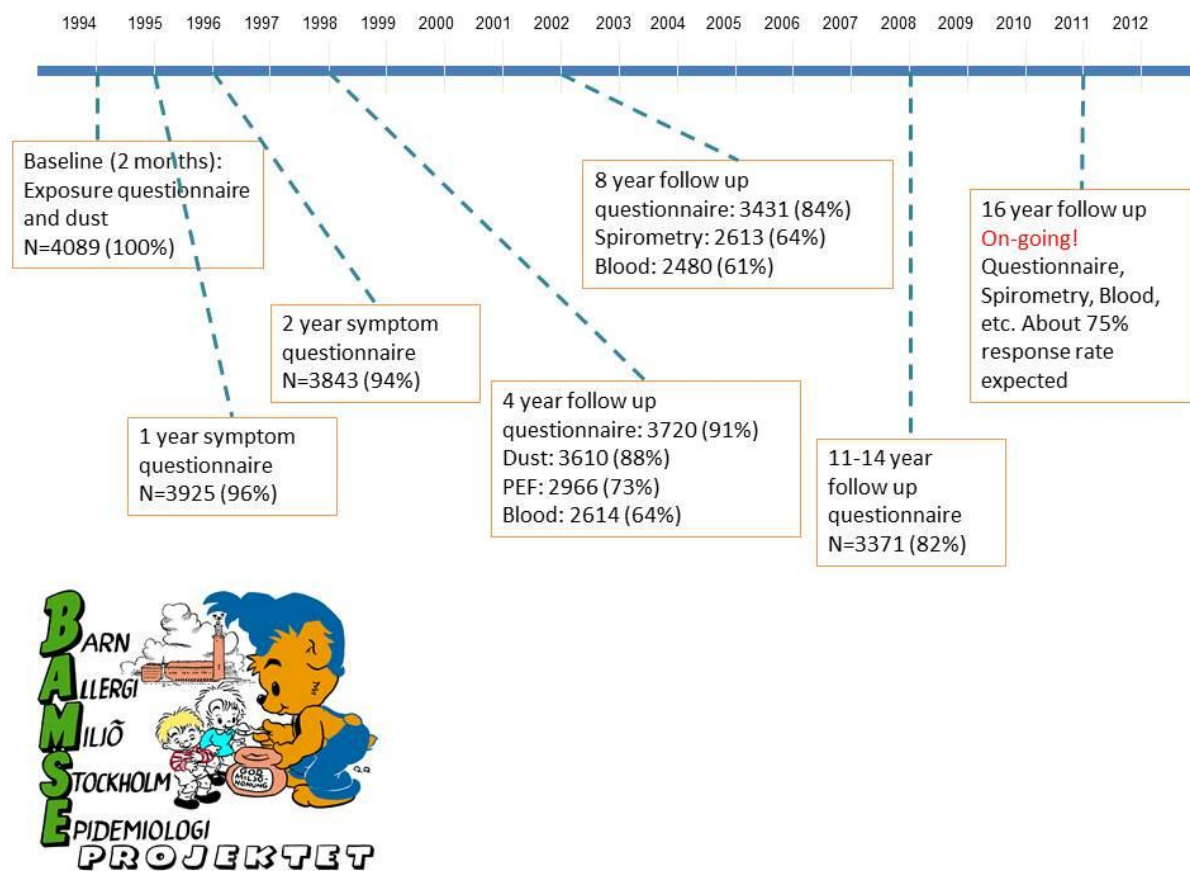 1994 1995 1996 1997 1998 1999 2000 2001 2002 2003 2004 2005 2006 2007 2008 2009 2010 2011 2012
Baseline (2 months):
Exposure questionnaire
and dust
N=4089 (100%)
1 year symptom
questionnaire
N=3925 (96%)
2 year symptom
questionnaire
N=3843 (94%)
4 year follow up
questionnaire: 3720 (91%)
Dust: 3610 (88%)
PEF: 2966 (73%)
Blood: 2614 (64%)
8 year follow up
questionnaire: 3431 (84%)
Spirometry: 2613 (64%)
Blood: 2480 (61%)
11-14 year
follow up
questionnaire
N=3371 (82%)
16 year follow up
On-going!
Questionnaire,
Spirometry, Blood,
etc. About 75%
response rate
expected
BARN
ALLERGI
MILJÕ
STOCKHOLM
EPIDEMIOLOGI
PROJEKTET
GOD
MILJÖ-
HONUNG